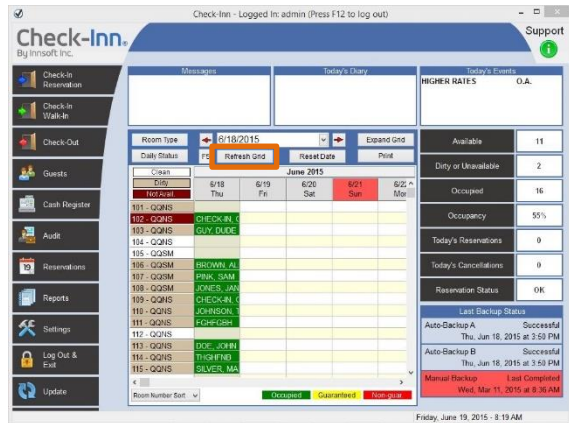 Check-Inn - Logged In: admin (Press F12 to log out)
Check-Inn.
By Innsoft Inc.
Support
Check-In
Reservation
Check-In
Walk-In
Check-Out
Guests
Cash Register
Audit
19
Reservations
Reports
Settings
Log Out &
Exit
Update
Messages
Today's Diary
Today's Events
HIGHER RATES O.A.
Room Type
6/18/2015
Expand Grid
Daily Status
Refresh Grid
Reset Date
Print
Clean
Dirty
Not Avail.
June 2015
6/18 6/19 6/20 6/21 6/22
Thu Fri Sat Sun Mon
101 - QQNS
102 - QQNS CHECK-IN, C
103 - QQNS GUY, DUDE
104 - QQNS
105 - QQNS
106 - QQSM BROWN, AL
107 - QQSM PINK, SAM
108 - QQSM JONES, JAN
109 - QQNS CHECK-IN, C
110 - QQNS JOHNSON, T
111 - QQNS FGHFGBH
112 - QQNS
113 - QQNS DOE, JOHN
114 - QQNS THGHFNB
115 - QQNS SILVER, MA
Room Number Sort
Occupied Guaranteed Non-guar.
Available 11
Dirty or Unavailable 2
Occupied 16
Occupancy 55%
Today's Reservations 0
Today's Cancellations 0
Reservation Status OK
Last Backup Status
Auto-Backup A Successful
Thu, Jun 18, 2015 at 3:50 PM
Auto-Backup B Successful
Thu, Jun 18, 2015 at 3:50 PM
Manual Backup Last Completed
Wed, Mar 11, 2015 at 8:36 AM
Friday, June 19, 2015 - 8:19 AM